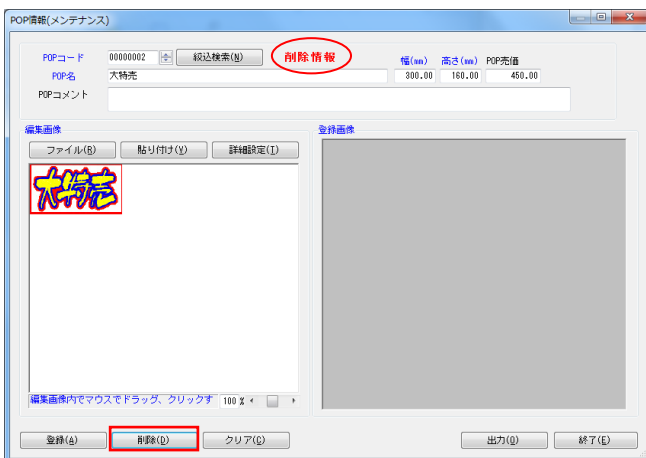 POP情報(メンテナンス)
POPコード 00000002 絞込検索(N) 削除情報
幅(mm) 高さ(mm) POP売価
POP名 大特売 300.00 160.00 450.00
POPコメント
編集画像 登録画像
ファイル(R) 貼り付け(Y) 詳細設定(I)
大特売
編集画像内でマウスでドラッグ、クリックす 100 %
登録(A) 削除(D) クリア(C) 出力(O) 終了(E)